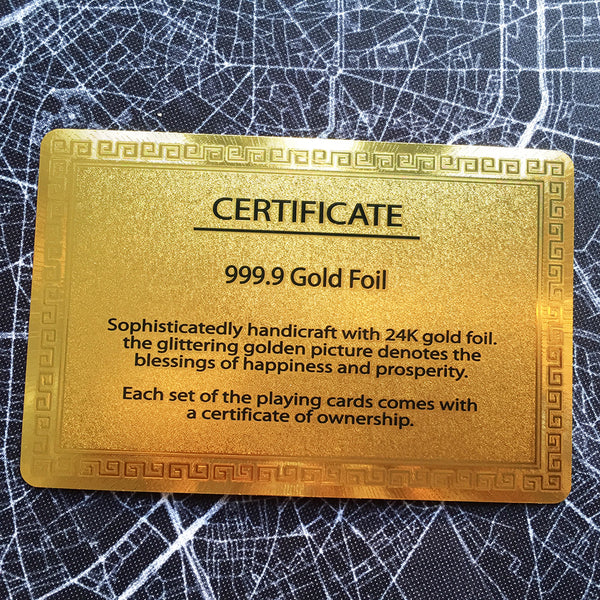 CERTIFICATE
999.9 Gold Foil
Sophisticatedly handicraft with 24K gold foil.
the glittering golden picture denotes the
blessings of happiness and prosperity.
Each set of the playing cards comes with
a certificate of ownership.